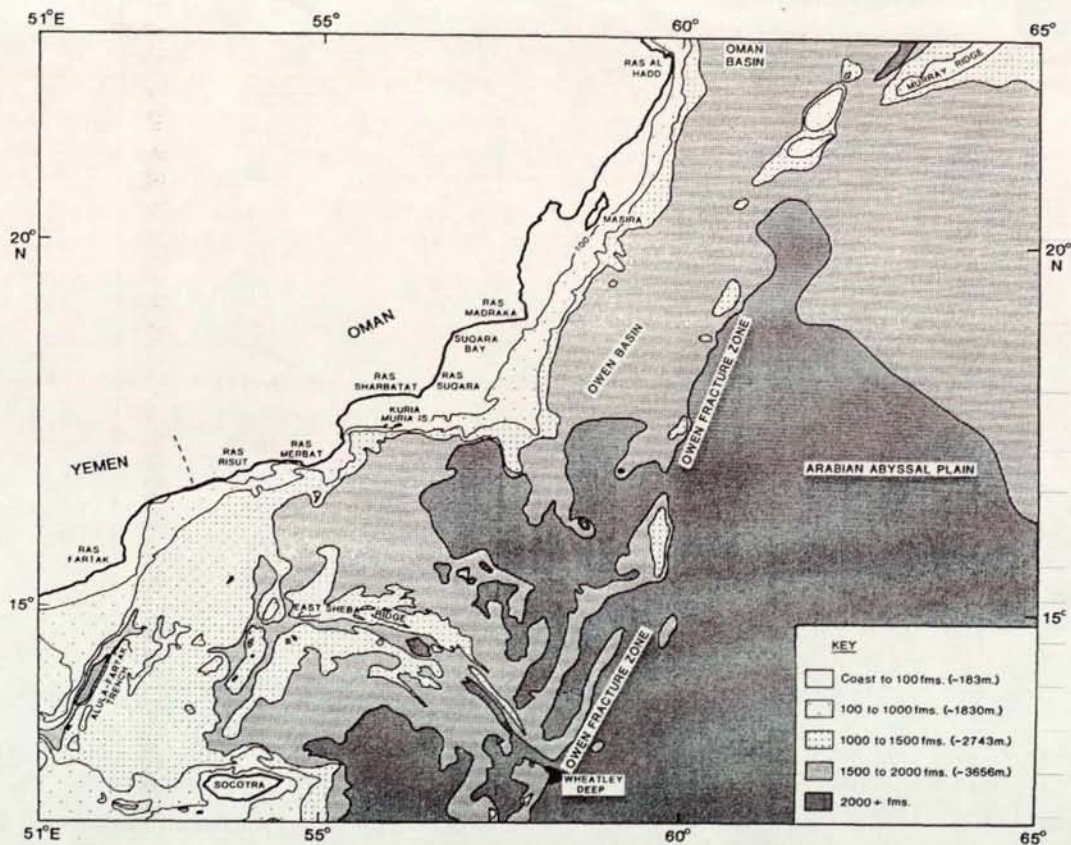 51°E
55°
60°
65°
OMAN
BASIN
RAS AL
HADD
MURRAY RIDGE
20°
N
MASIRA
100
20°
N
RAS
MADRAKA
OMAN
SUQARA
BAY
OWEN BASIN
RAS
SHARBATAT
RAS
SUQARA
OWEN FRACTURE ZONE
KURIA
MURIA IS
YEMEN
RAS
RISUT
RAS
MERBAT
ARABIAN ABYSSAL PLAIN
RAS
FARTAK
15°
EAST SHEBA RIDGE
15°
ALULA-FARTAK
TRENCH
OWEN FRACTURE ZONE
SOCOTRA
WHEATLEY
DEEP
KEY
Coast to 100 fms. (~183m.)
100 to 1000 fms. (~1830m.)
1000 to 1500 fms. (~2743m.)
1500 to 2000 fms. (~3656m.)
2000+ fms.
51°E
55°
60°
65°